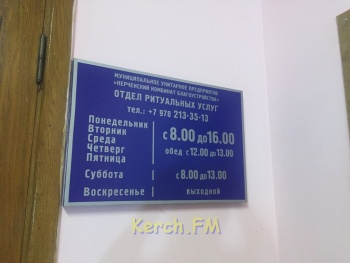 МУНИЦИПАЛЬНОЕ УНИТАРНОЕ ПРЕДПРИЯТИЕ
«КЕРЧЕНСКИЙ КОМБИНАТ БЛАГОУСТРОЙСТВА»
ОТДЕЛ РИТУАЛЬНЫХ УСЛУГ
тел.: +7 978 213-35-13
Понедельник
Вторник
Среда
Четверг
Пятница
с 8.00 до 16.00
обед с 12.00 до 13.00
Суббота с 8.00 до 13.00
Воскресенье выходной
Kerch.FM